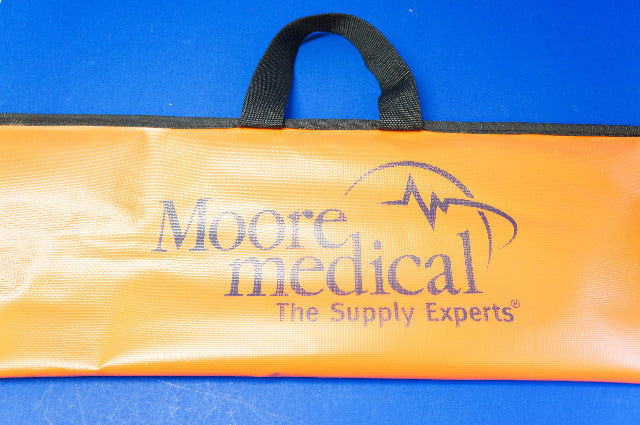 Moore
medical
The Supply Experts®